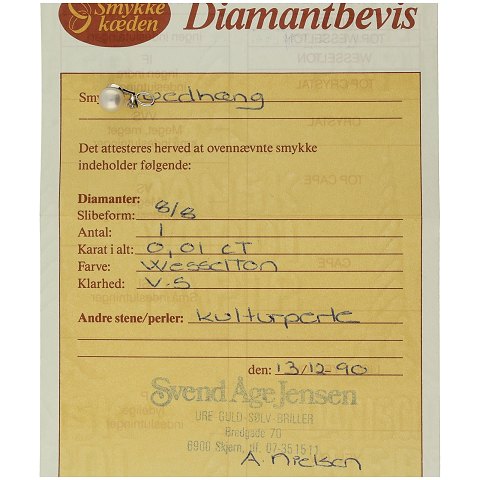 Smykke
kæden
Diamantbevis
Smy vedhæng
Det attesteres herved at ovennævnte smykke
indeholder følgende:
Diamanter:
Slibeform: 8/8
Antal: 1
Karat i alt: 0,01 CT
Farve: Wesselton
Klarhed: V.S
Andre stene/perler: kulturperle
den: 13/12-90
Svend Åge Jensen
URE-GULD-SØLV-BRILLER
Bredgade 70
6900 Skjern, tlf. 07-351511
A. Nielsen
TOP WESSELTON
WESSELTON
TOP CRYSTAL
CRYSTAL
TOP CAPE
CAPE